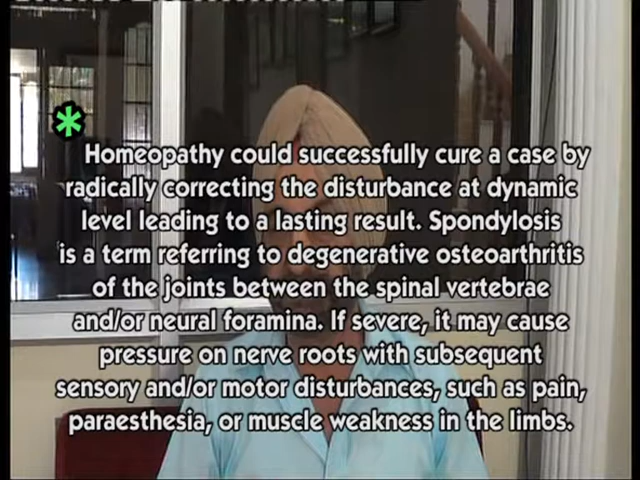 Homeopathy could successfully cure a case by
radically correcting the disturbance at dynamic
level leading to a lasting result. Spondylosis
is a term referring to degenerative osteoarthritis
of the joints between the spinal vertebrae
and/or neural foramina. If severe, it may cause
pressure on nerve roots with subsequent
sensory and/or motor disturbances, such as pain,
paraesthesia, or muscle weakness in the limbs.